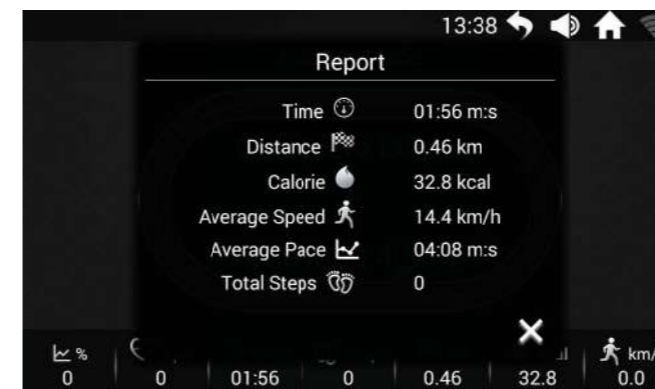 13:38
Report
Time 01:56 m:s
Distance 0.46 km
Calorie 32.8 kcal
Average Speed 14.4 km/h
Average Pace 04:08 m:s
Total Steps 0
% km/
0 0 01:56 0 0.46 32.8 0.0